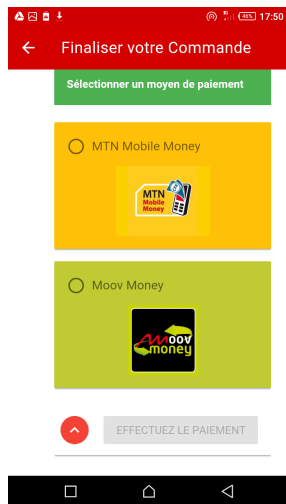 46% 17:50
Finaliser votre Commande
Sélectionner un moyen de paiement
MTN Mobile Money
MTN
Mobile
Money
Moov Money
moov
money
EFFECTUEZ LE PAIEMENT